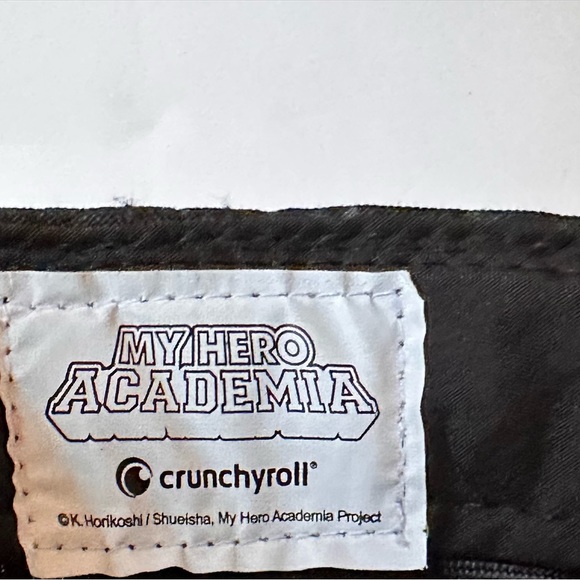 MY HERO
ACADEMIA
crunchyroll®
©K. Horikoshi / Shueisha, My Hero Academia Project